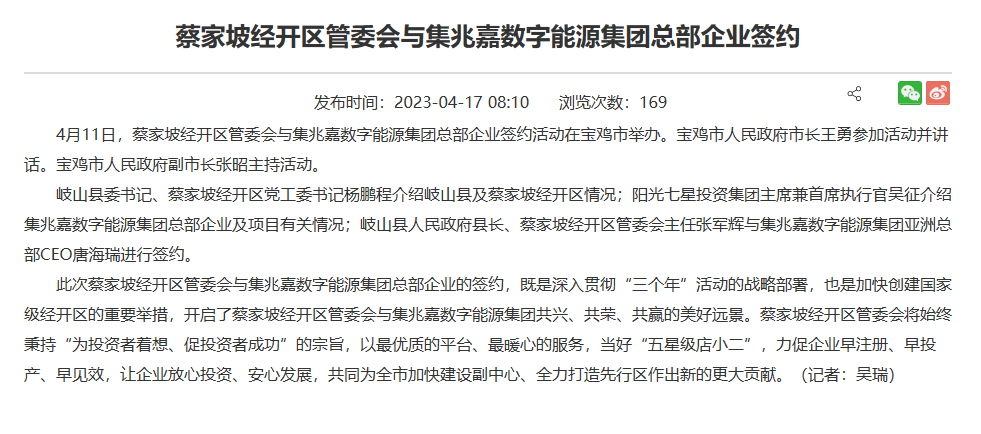 蔡家坡经开区管委会与集兆嘉数字能源集团总部企业签约
发布时间：2023-04-17 08:10 浏览次数：169
4月11日，蔡家坡经开区管委会与集兆嘉数字能源集团总部企业签约活动在宝鸡市举办。宝鸡市人民政府市长王勇参加活动并讲
话。宝鸡市人民政府副市长张昭主持活动。
岐山县委书记、蔡家坡经开区党工委书记杨鹏程介绍岐山县及蔡家坡经开区情况；阳光七星投资集团主席兼首席执行官吴征介绍
集兆嘉数字能源集团总部企业及项目有关情况；岐山县人民政府县长、蔡家坡经开区管委会主任张军辉与集兆嘉数字能源集团亚洲总
部CEO唐海瑞进行签约。
此次蔡家坡经开区管委会与集兆嘉数字能源集团总部企业的签约，既是深入贯彻“三个年”活动的战略部署，也是加快创建国家
级经开区的重要举措，开启了蔡家坡经开区管委会与集兆嘉数字能源集团共兴、共荣、共赢的美好远景。蔡家坡经开区管委会将始终
秉持“为投资者着想、促投资者成功”的宗旨，以最优质的平台、最暖心的服务，当好“五星级店小二”，力促企业早注册、早投
产、早见效，让企业放心投资、安心发展，共同为全市加快建设副中心、全力打造先行区作出新的更大贡献。（记者：吴瑞）